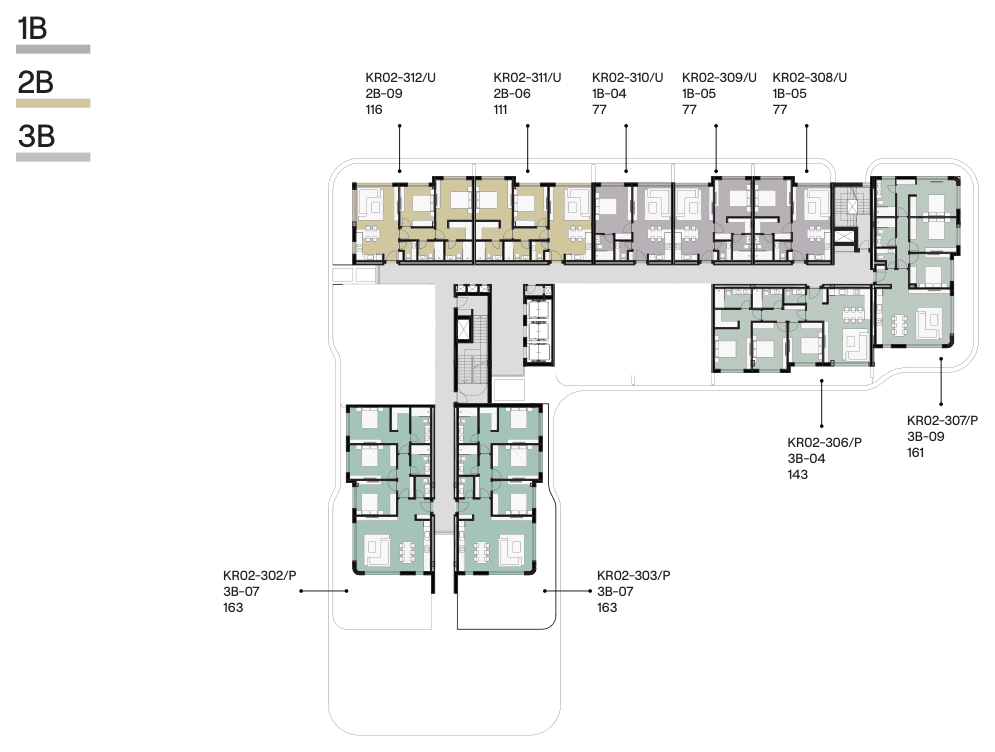 1B
2B
3B
KR02-312/U
2B-09
116
KR02-311/U
2B-06
111
KR02-310/U
1B-04
77
KR02-309/U
1B-05
77
KR02-308/U
1B-05
77
KR02-307/P
3B-09
161
KR02-306/P
3B-04
143
KR02-302/P
3B-07
163
KR02-303/P
3B-07
163